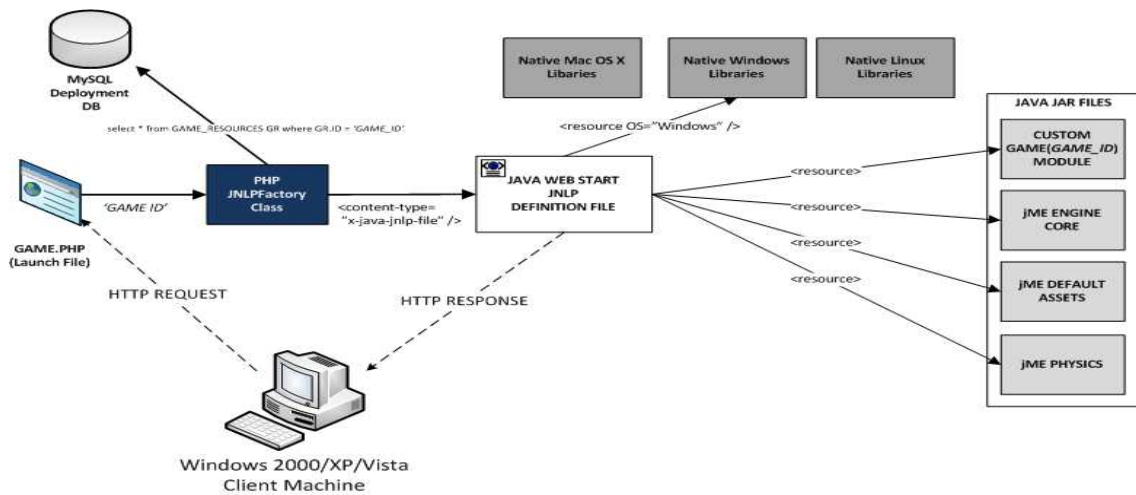 MySQL
Deployment
DB
select * from GAME_RESOURCES GR where GR.ID = 'GAME_ID'
Native Mac OS X
Libaries
Native Windows
Libraries
Native Linux
Libraries
<resource OS="Windows" />
JAVA JAR FILES
CUSTOM
GAME(GAME_ID)
MODULE
jME ENGINE
CORE
jME DEFAULT
ASSETS
jME PHYSICS
<resource>
<resource>
<resource>
<resource>
GAME.PHP
(Launch File)
'GAME ID'
PHP
JNLPFactory
Class
<content-type=
"x-java-jnlp-file" />
JAVA WEB START
JNLP
DEFINITION FILE
HTTP REQUEST
HTTP RESPONSE
Windows 2000/XP/Vista
Client Machine